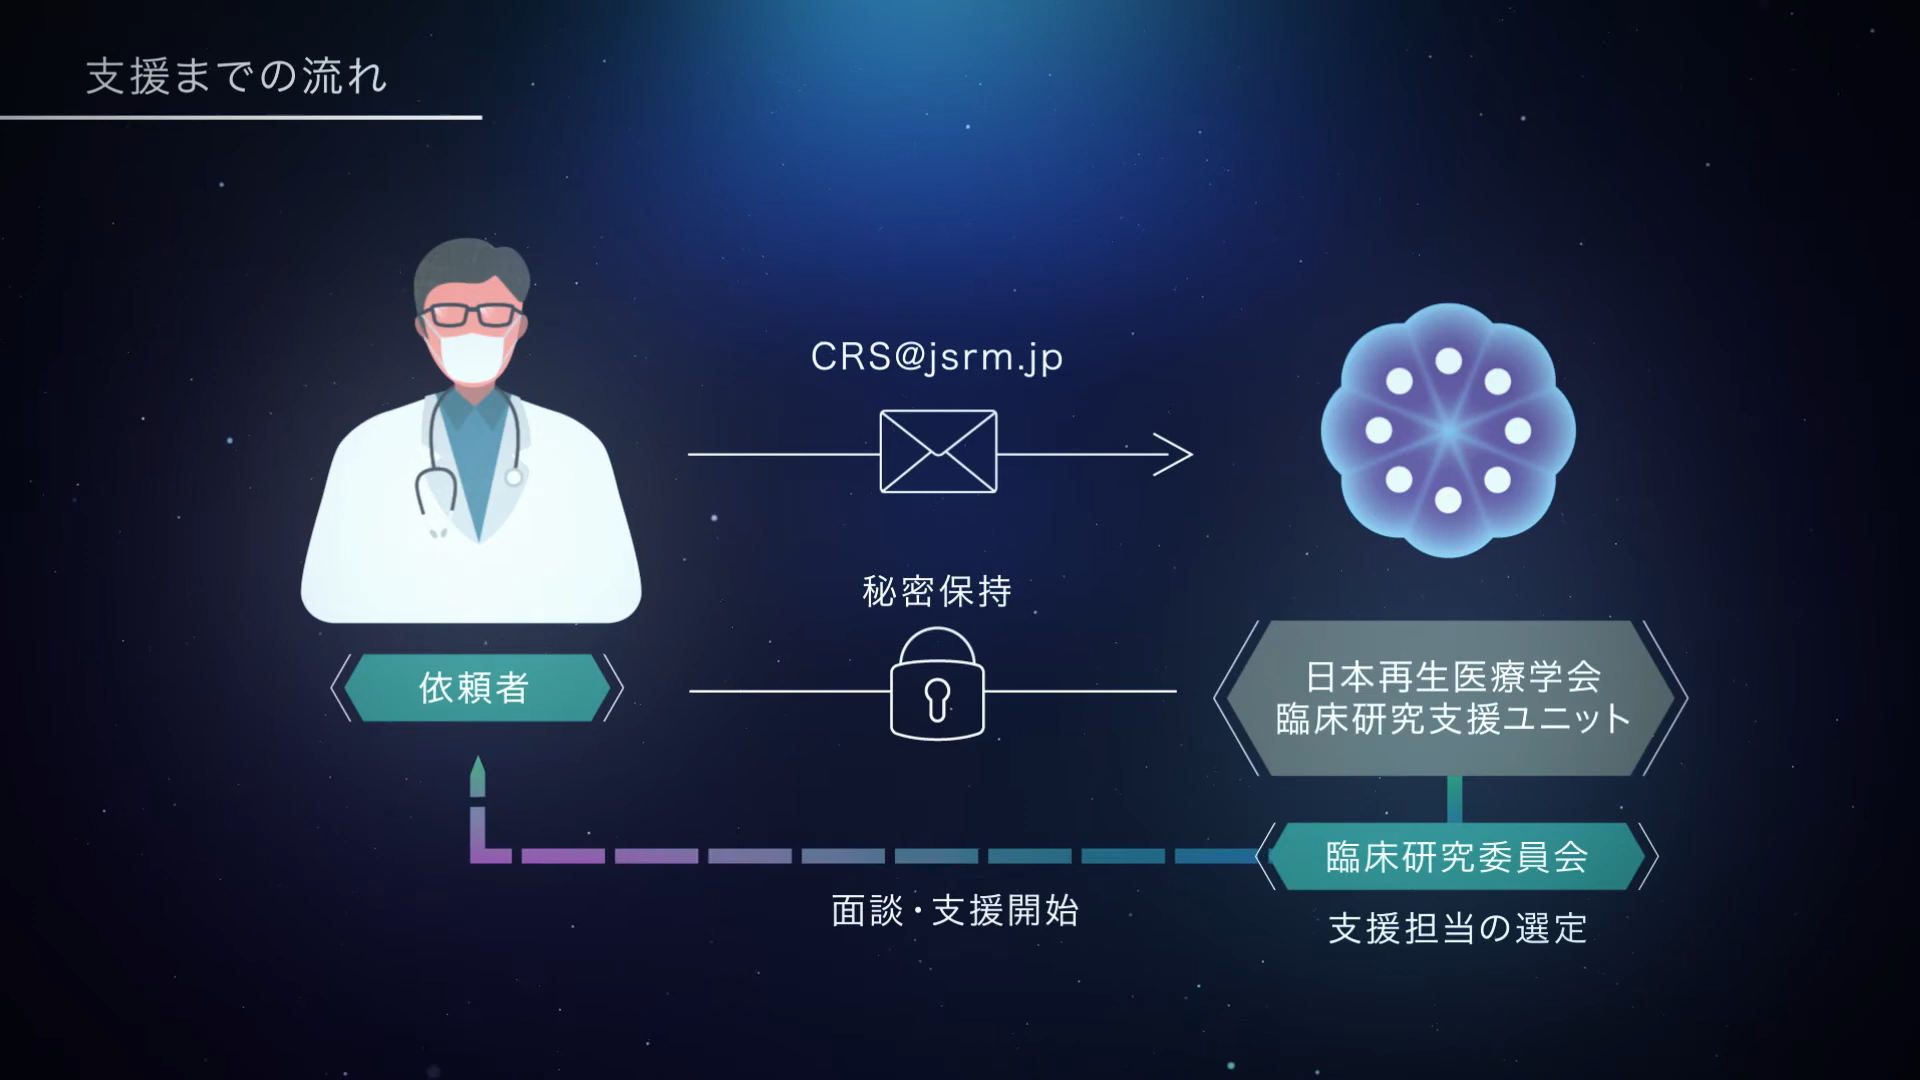 支援までの流れ
CRS@jsrm.jp
秘密保持
依頼者
日本再生医療学会
臨床研究支援ユニット
臨床研究委員会
面談・支援開始
支援担当の選定